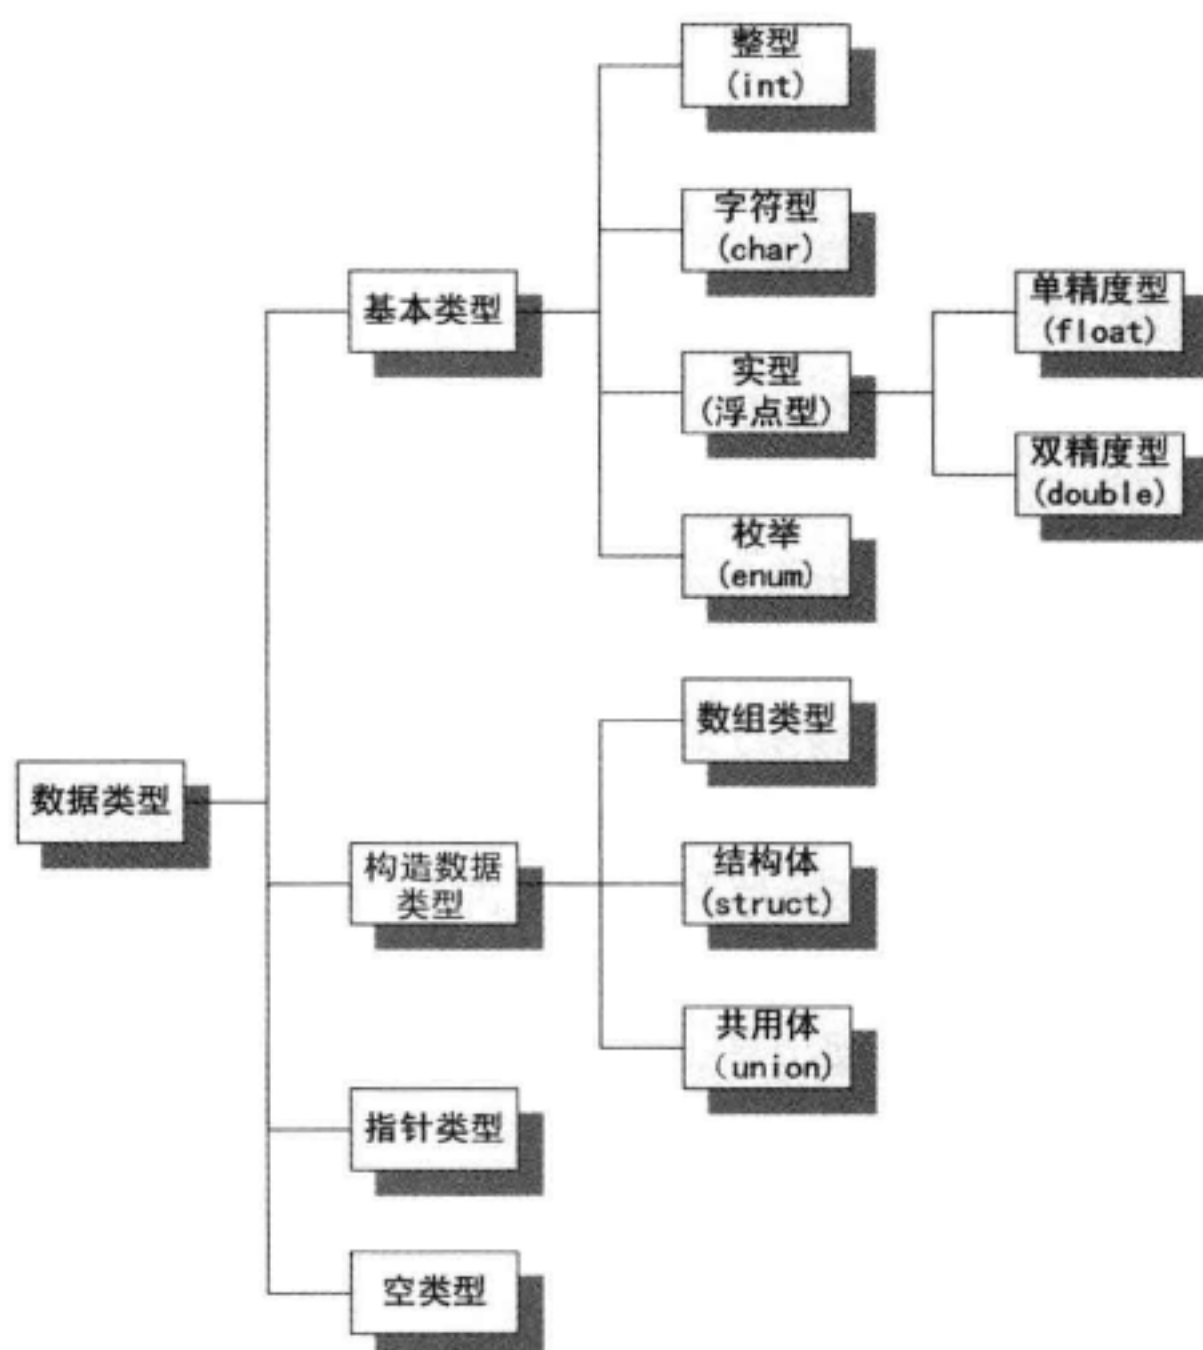 整型
(int)
字符型
(char)
基本类型
单精度型
(float)
实型
(浮点型)
双精度型
(double)
枚举
(enum)
数组类型
数据类型
构造数据
类型
结构体
(struct)
共用体
(union)
指针类型
空类型